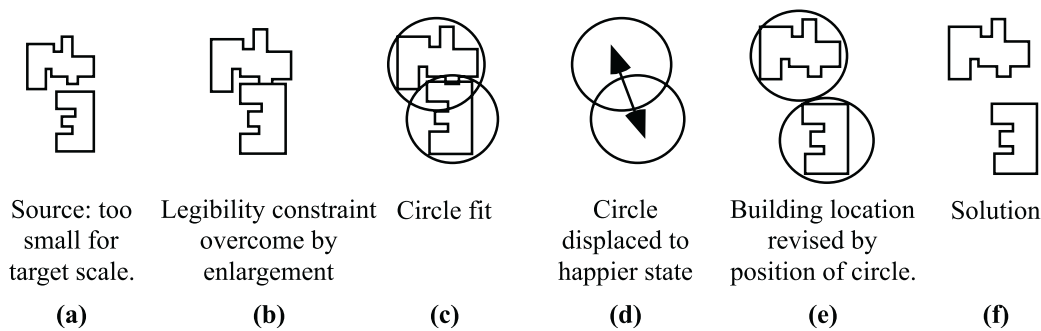 Source: too
small for
target scale.
(a)
Legibility constraint
overcome by
enlargement
(b)
Circle fit
(c)
Circle
displaced to
happier state
(d)
Building location
revised by
position of circle.
(e)
Solution
(f)